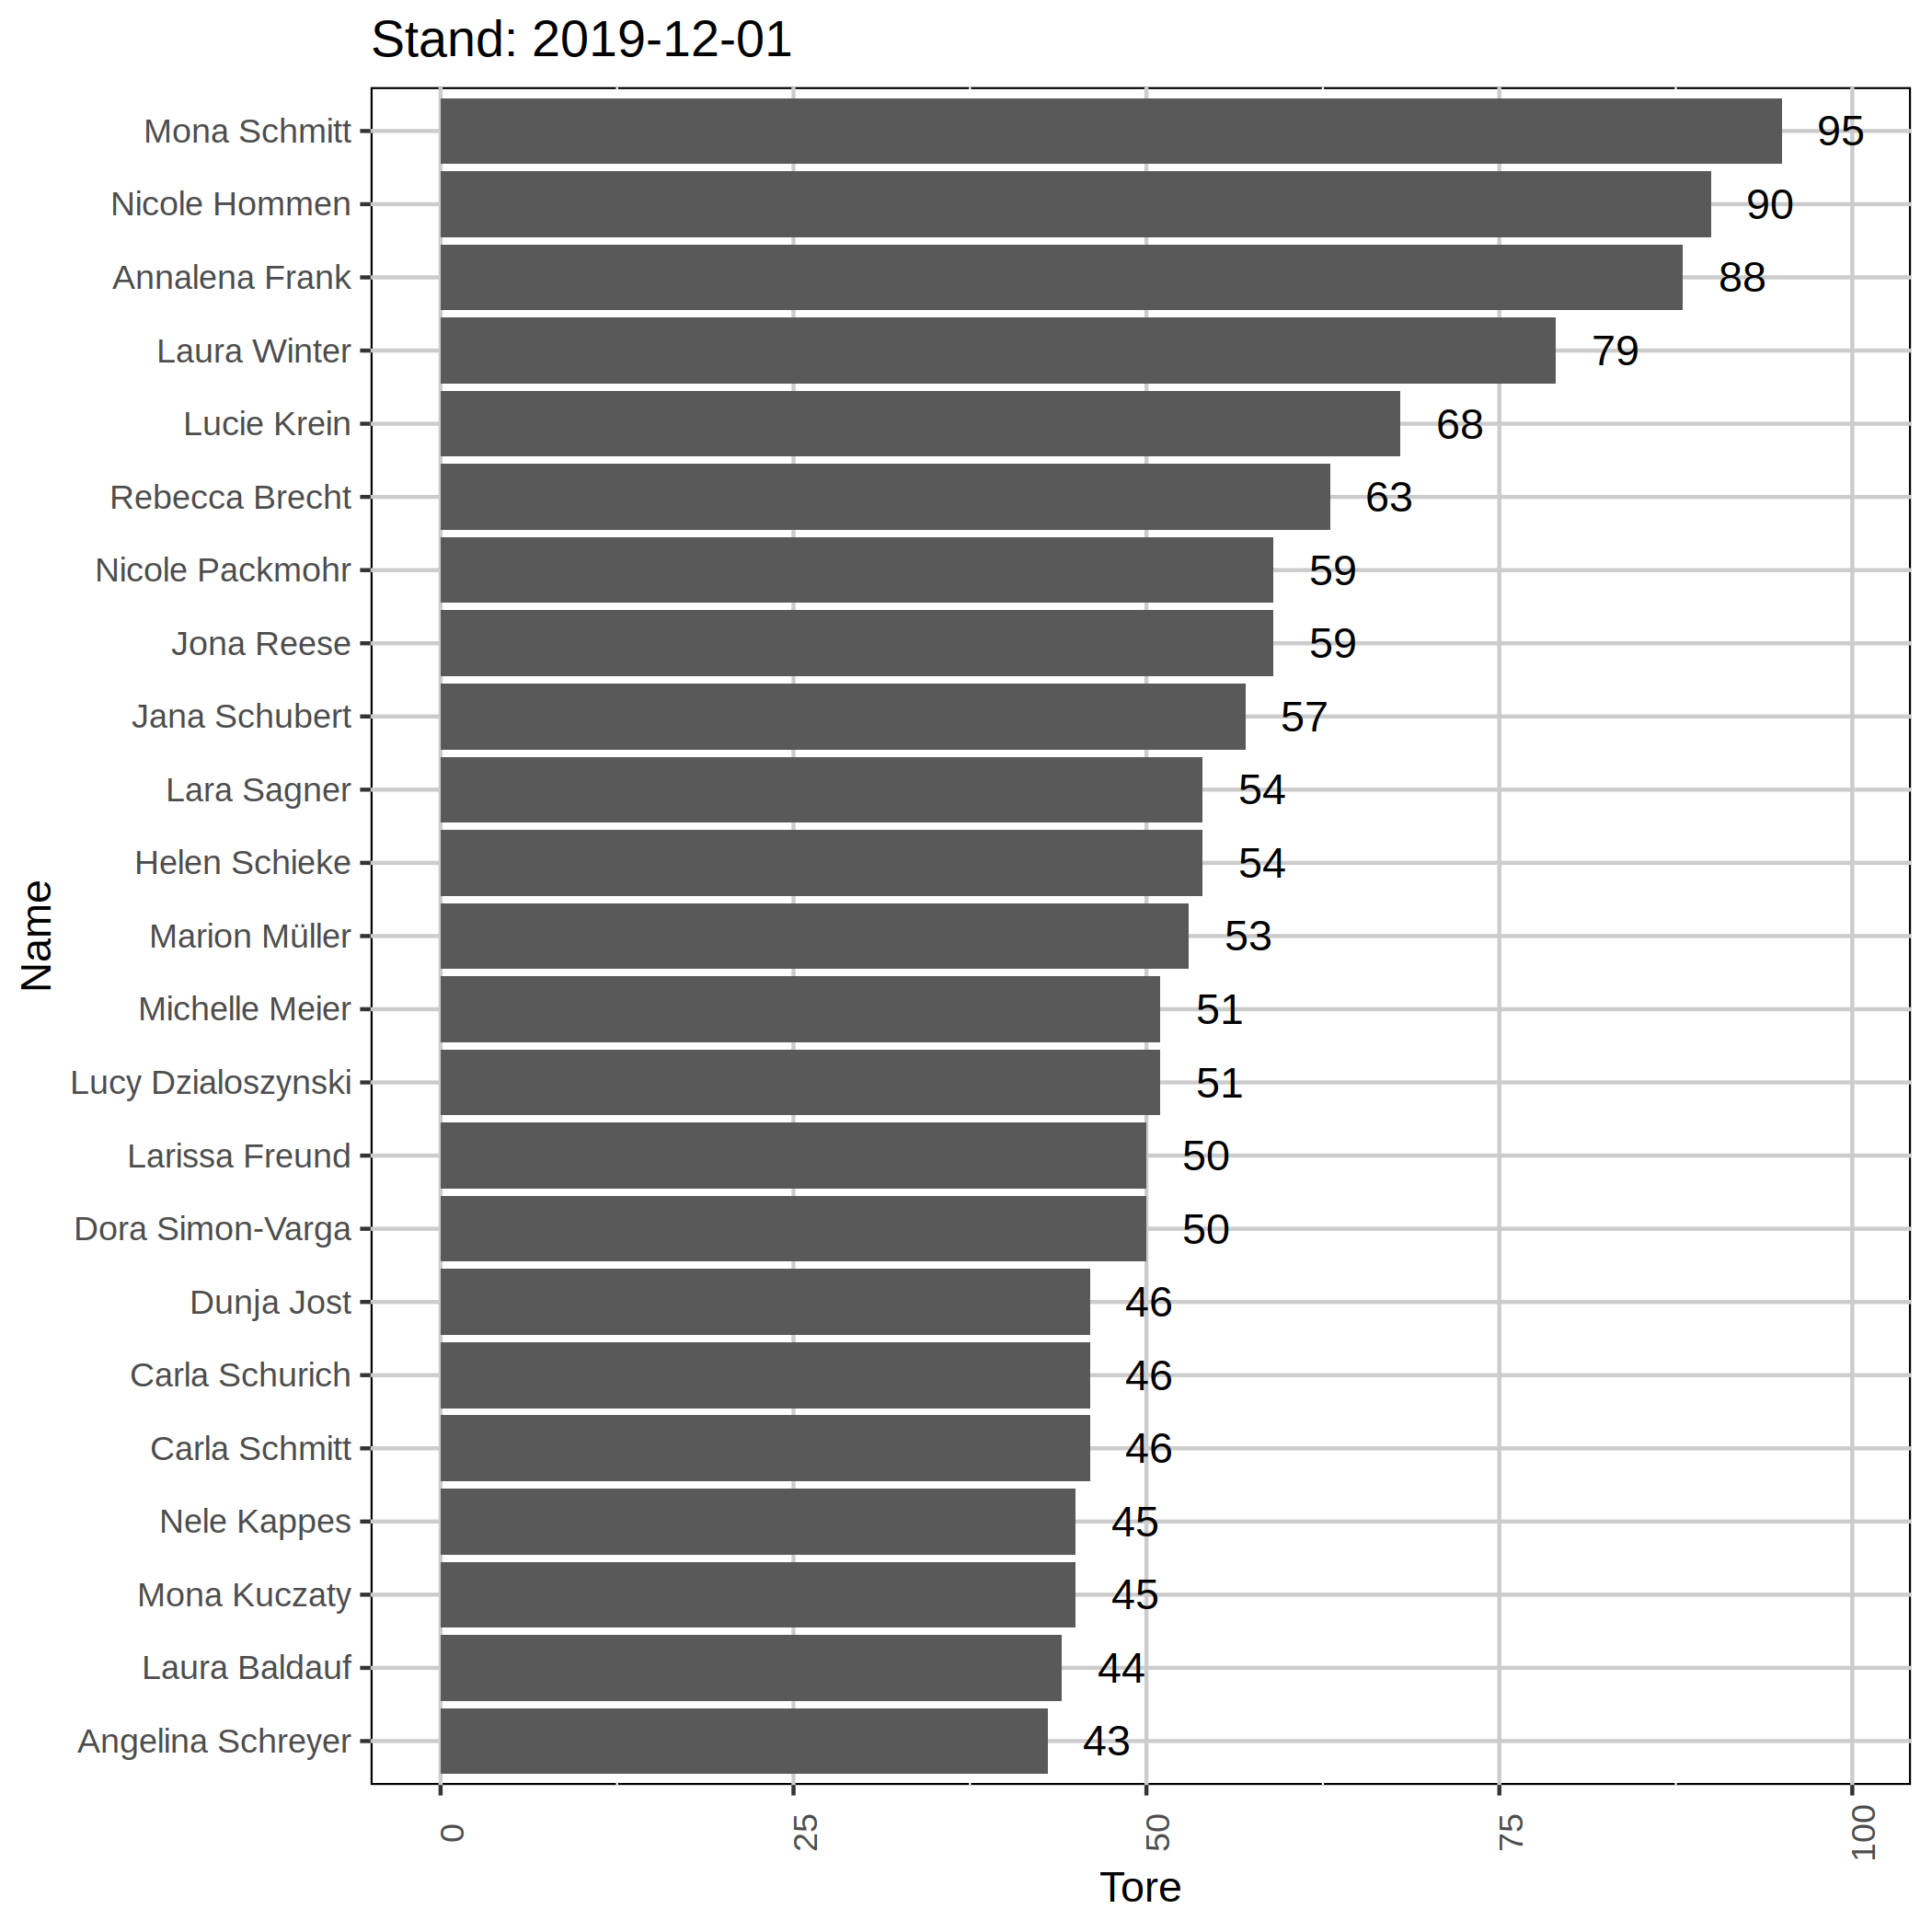 Stand: 2019-12-01
Mona Schmitt 95
Nicole Hommen 90
Annalena Frank 88
Laura Winter 79
Lucie Krein 68
Rebecca Brecht 63
Nicole Packmohr 59
Jona Reese 59
Jana Schubert 57
Lara Sagner 54
Helen Schieke 54
Marion Müller 53
Michelle Meier 51
Lucy Dzialoszynski 51
Larissa Freund 50
Dora Simon-Varga 50
Dunja Jost 46
Carla Schurich 46
Carla Schmitt 46
Nele Kappes 45
Mona Kuczaty 45
Laura Baldauf 44
Angelina Schreyer 43
Name
0 25 50 75 100
Tore